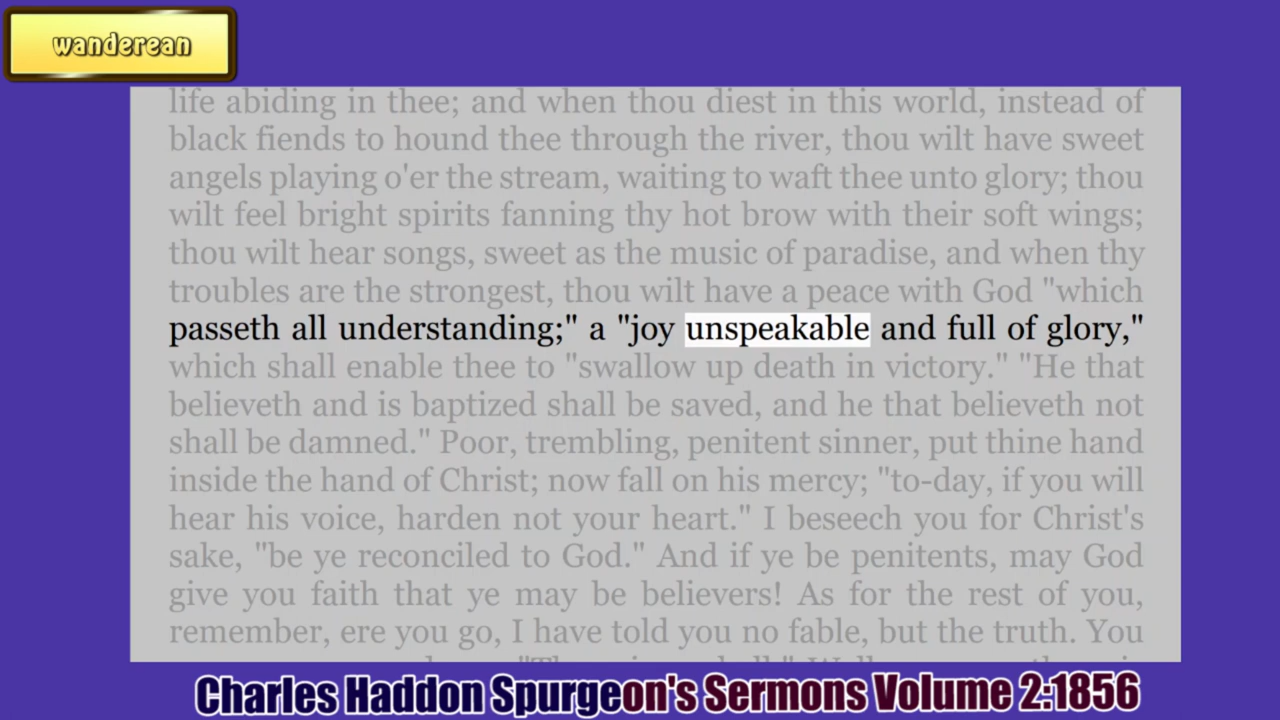 wanderean
life abiding in thee; and when thou diest in this world, instead of
black fiends to hound thee through the river, thou wilt have sweet
angels playing o'er the stream, waiting to waft thee unto glory; thou
wilt feel bright spirits fanning thy hot brow with their soft wings;
thou wilt hear songs, sweet as the music of paradise, and when thy
troubles are the strongest, thou wilt have a peace with God "which
passeth all understanding;" a "joy unspeakable and full of glory,"
which shall enable thee to "swallow up death in victory." "He that
believeth and is baptized shall be saved, and he that believeth not
shall be damned." Poor, trembling, penitent sinner, put thine hand
inside the hand of Christ; now fall on his mercy; "to-day, if you will
hear his voice, harden not your heart." I beseech you for Christ's
sake, "be ye reconciled to God." And if ye be penitents, may God
give you faith that ye may be believers! As for the rest of you,
remember, ere you go, I have told you no fable, but the truth. You
Charles Haddon Spurgeon's Sermons Volume 2:1856